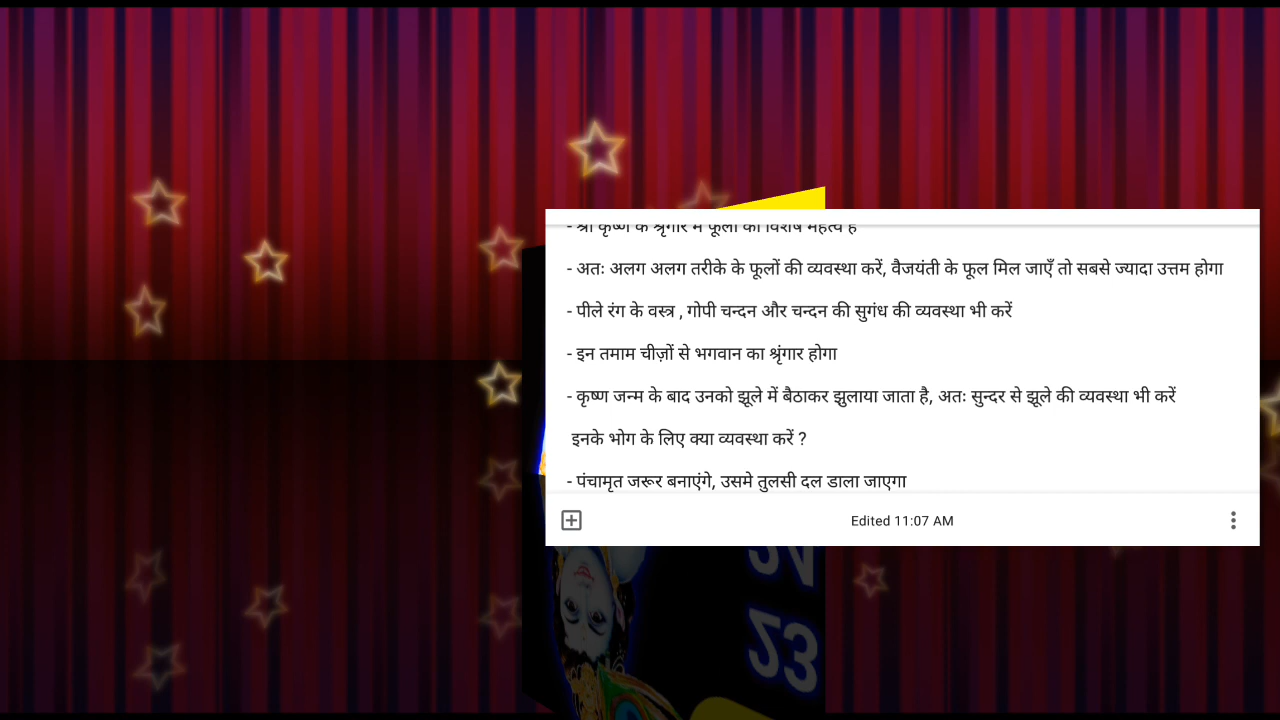 - श्री कृष्ण के श्रृंगार में फूलों का विशेष महत्व है
- अतः अलग अलग तरीके के फूलों की व्यवस्था करें, वैजयंती के फूल मिल जाएँ तो सबसे ज्यादा उत्तम होगा
- पीले रंग के वस्त्र , गोपी चन्दन और चन्दन की सुगंध की व्यवस्था भी करें
- इन तमाम चीज़ों से भगवान का श्रृंगार होगा
- कृष्ण जन्म के बाद उनको झूले में बैठाकर झुलाया जाता है, अतः सुन्दर से झूले की व्यवस्था भी करें
इनके भोग के लिए क्या व्यवस्था करें ?
- पंचामृत जरूर बनाएंगे, उसमे तुलसी दल डाला जाएगा
Edited 11:07 AM
23